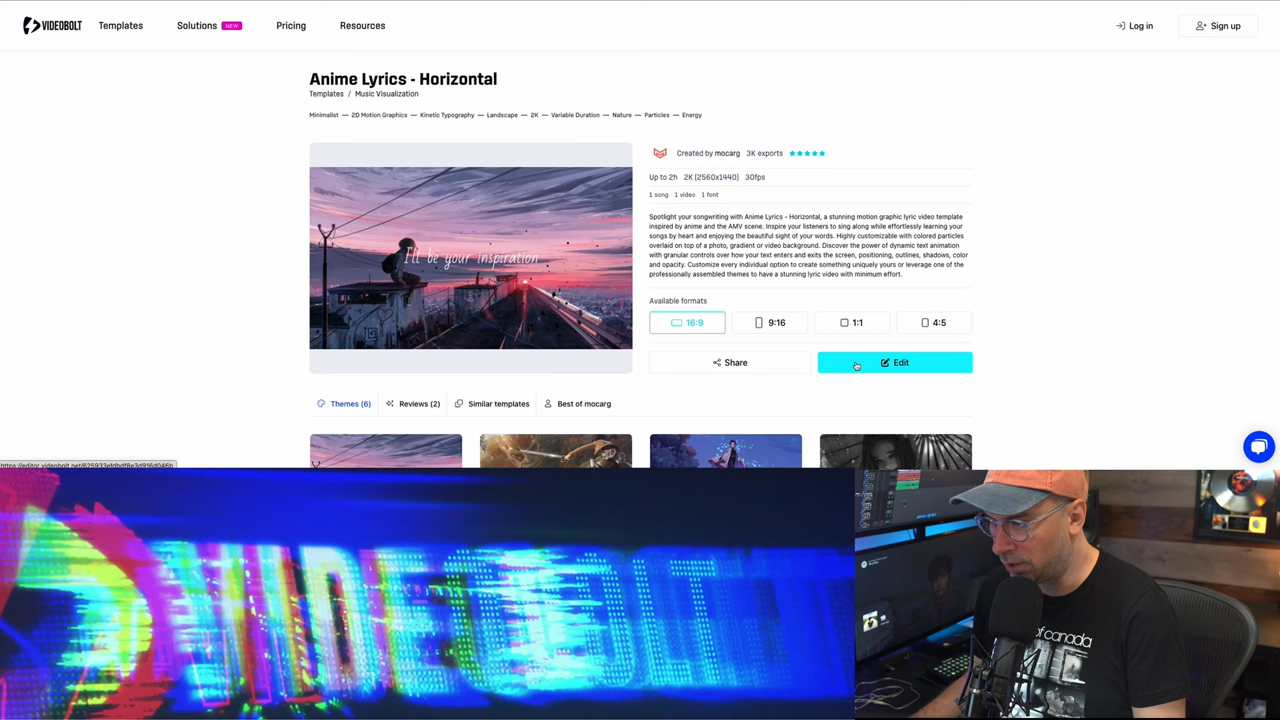 VIDEOBOLT
Templates
Solutions NEW
Pricing
Resources
Log in
Sign up
Anime Lyrics - Horizontal
Templates / Music Visualization
Minimalist — 2D Motion Graphics — Kinetic Typography — Landscape — 2K — Variable Duration — Nature — Particles — Energy
I'll be your inspiration
Created by mocarg 3K exports
Up to 2h 2K (2560x1440) 30fps
1 song 1 video 1 font
Spotlight your songwriting with Anime Lyrics - Horizontal, a stunning motion graphic lyric video template
inspired by anime and the AMV scene. Inspire your listeners to sing along while effortlessly learning your
songs by heart and enjoying the beautiful sight of your words. Highly customizable with colored particles
overlaid on top of a photo, gradient or video background. Discover the power of dynamic text animation
with granular controls over how your text enters and exits the screen, positioning, outlines, shadows, color
and opacity. Customize every individual option to create something uniquely yours or leverage one of the
professionally assembled themes to have a stunning lyric video with minimum effort.
Available formats
16:9
9:16
1:1
4:5
Share
Edit
Themes (6)
Reviews (2)
Similar templates
Best of mocarg
VIDEOBOLT
of canada